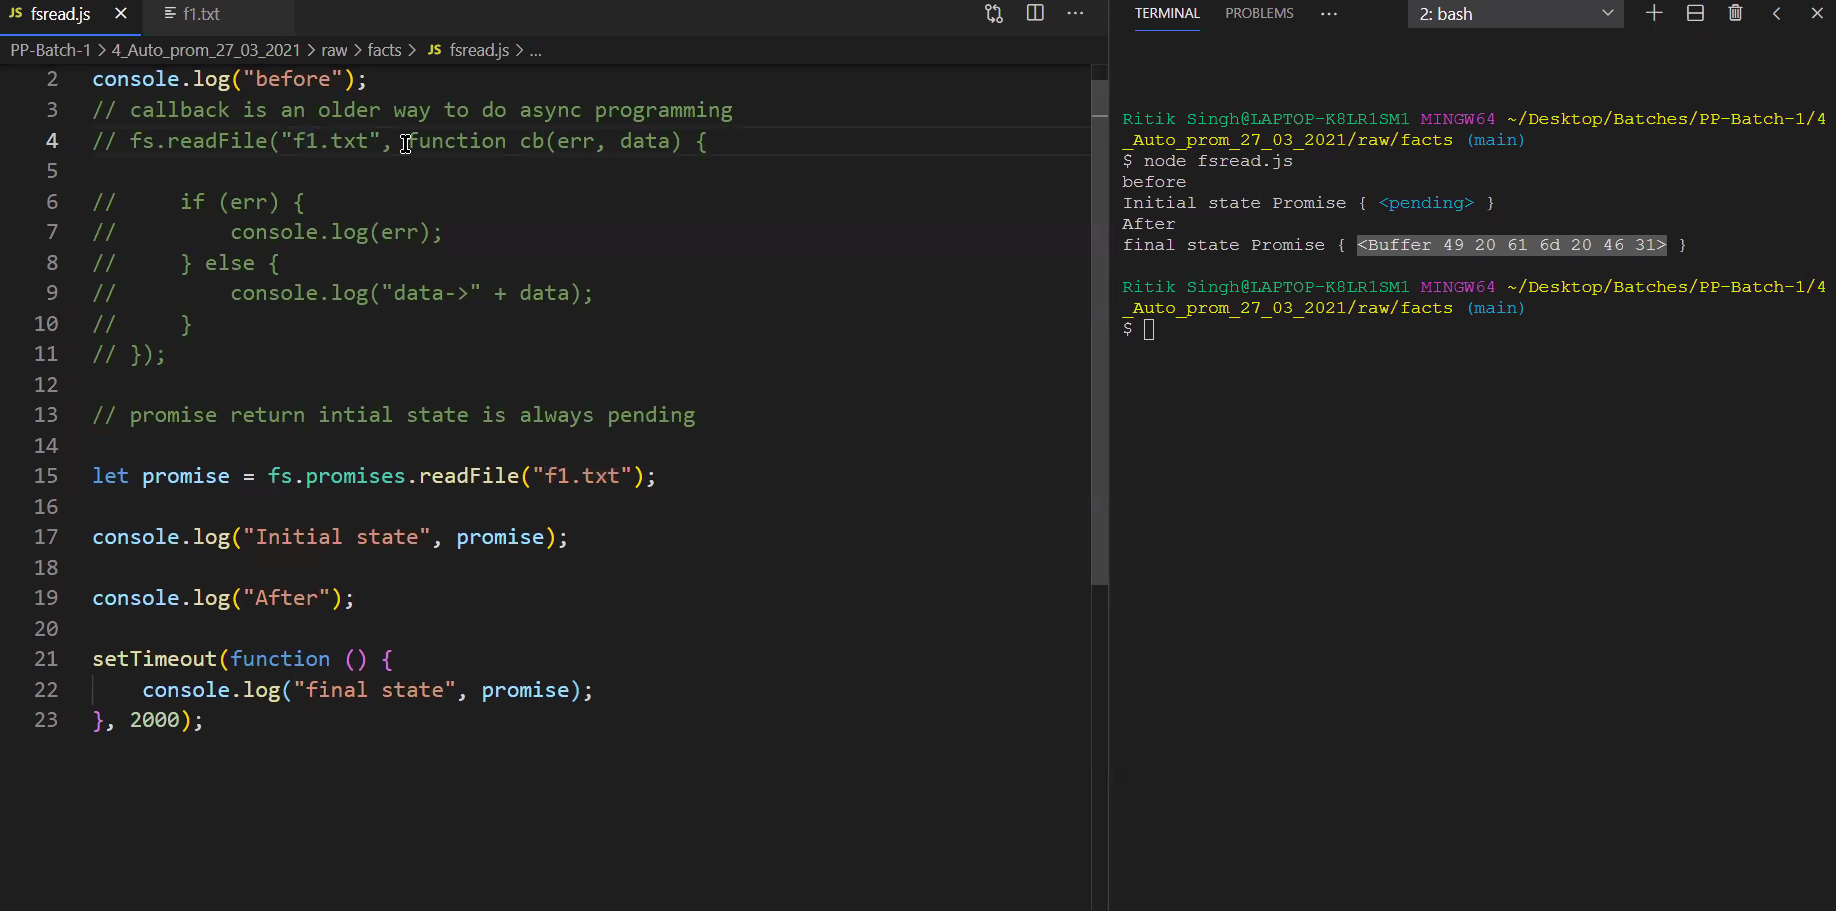 JS fsread.js
f1.txt
PP-Batch-1 > 4_Auto_prom_27_03_2021 > raw > facts > JS fsread.js > ...
2 console.log("before");
3 // callback is an older way to do async programming
4 // fs.readFile("f1.txt", function cb(err, data) {
5
6 //     if (err) {
7 //         console.log(err);
8 //     } else {
9 //         console.log("data->" + data);
10 //     }
11 // });
12
13 // promise return intial state is always pending
14
15 let promise = fs.promises.readFile("f1.txt");
16
17 console.log("Initial state", promise);
18
19 console.log("After");
20
21 setTimeout(function () {
22     console.log("final state", promise);
23 }, 2000);
TERMINAL PROBLEMS ... 2: bash
Ritik Singh@LAPTOP-K8LR1SM1 MINGW64 ~/Desktop/Batches/PP-Batch-1/4
_Auto_prom_27_03_2021/raw/facts (main)
$ node fsread.js
before
Initial state Promise { <pending> }
After
final state Promise { <Buffer 49 20 61 6d 20 46 31> }
Ritik Singh@LAPTOP-K8LR1SM1 MINGW64 ~/Desktop/Batches/PP-Batch-1/4
_Auto_prom_27_03_2021/raw/facts (main)
$